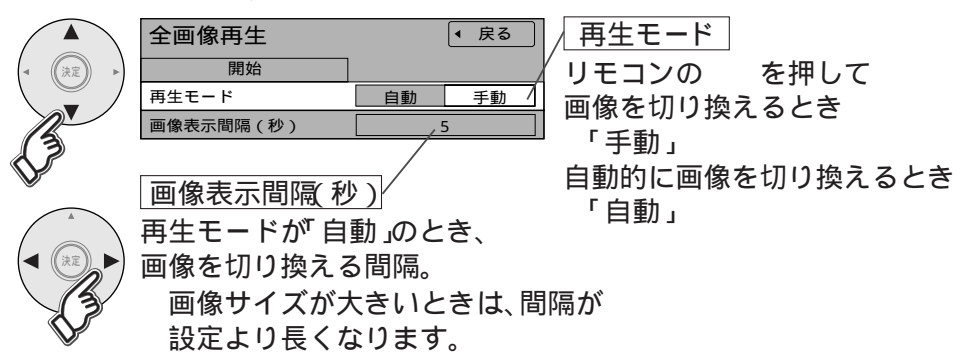 決定
全画像再生 戻る
開始
再生モード 自動 手動
画像表示間隔(秒) 5
再生モード
リモコンの を押して
画像を切り換えるとき
「手動」
自動的に画像を切り換えるとき
「自動」
画像表示間隔(秒)
再生モードが「自動」のとき、
画像を切り換える間隔。
画像サイズが大きいときは、間隔が
設定より長くなります。
決定